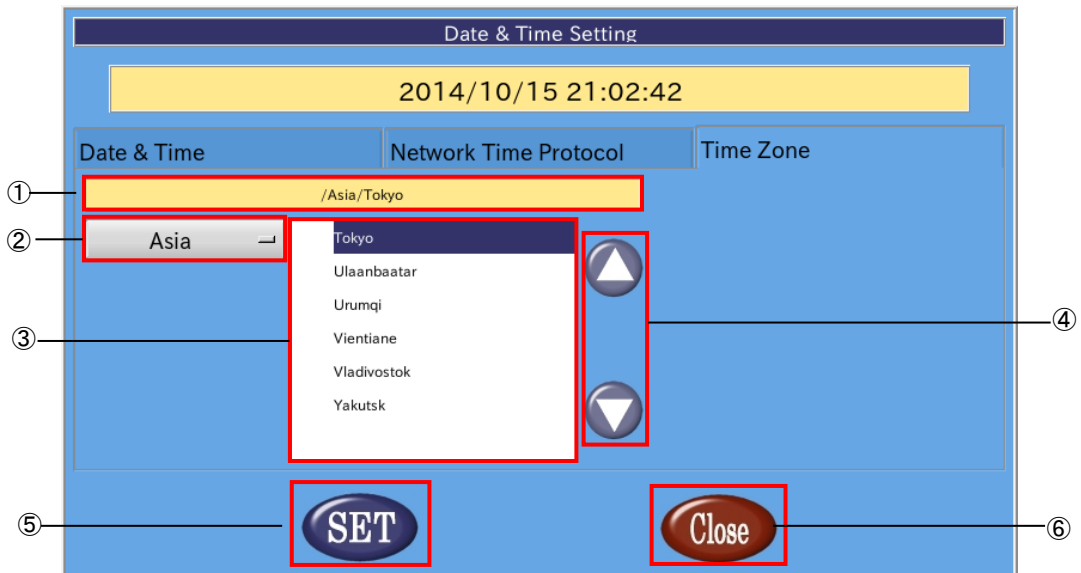 Date & Time Setting
2014/10/15 21:02:42
Date & Time Network Time Protocol Time Zone
① /Asia/Tokyo
② Asia Tokyo
Ulaanbaatar
Urumqi
③ Vientiane ④
Vladivostok
Yakutsk
⑤ SET Close ⑥